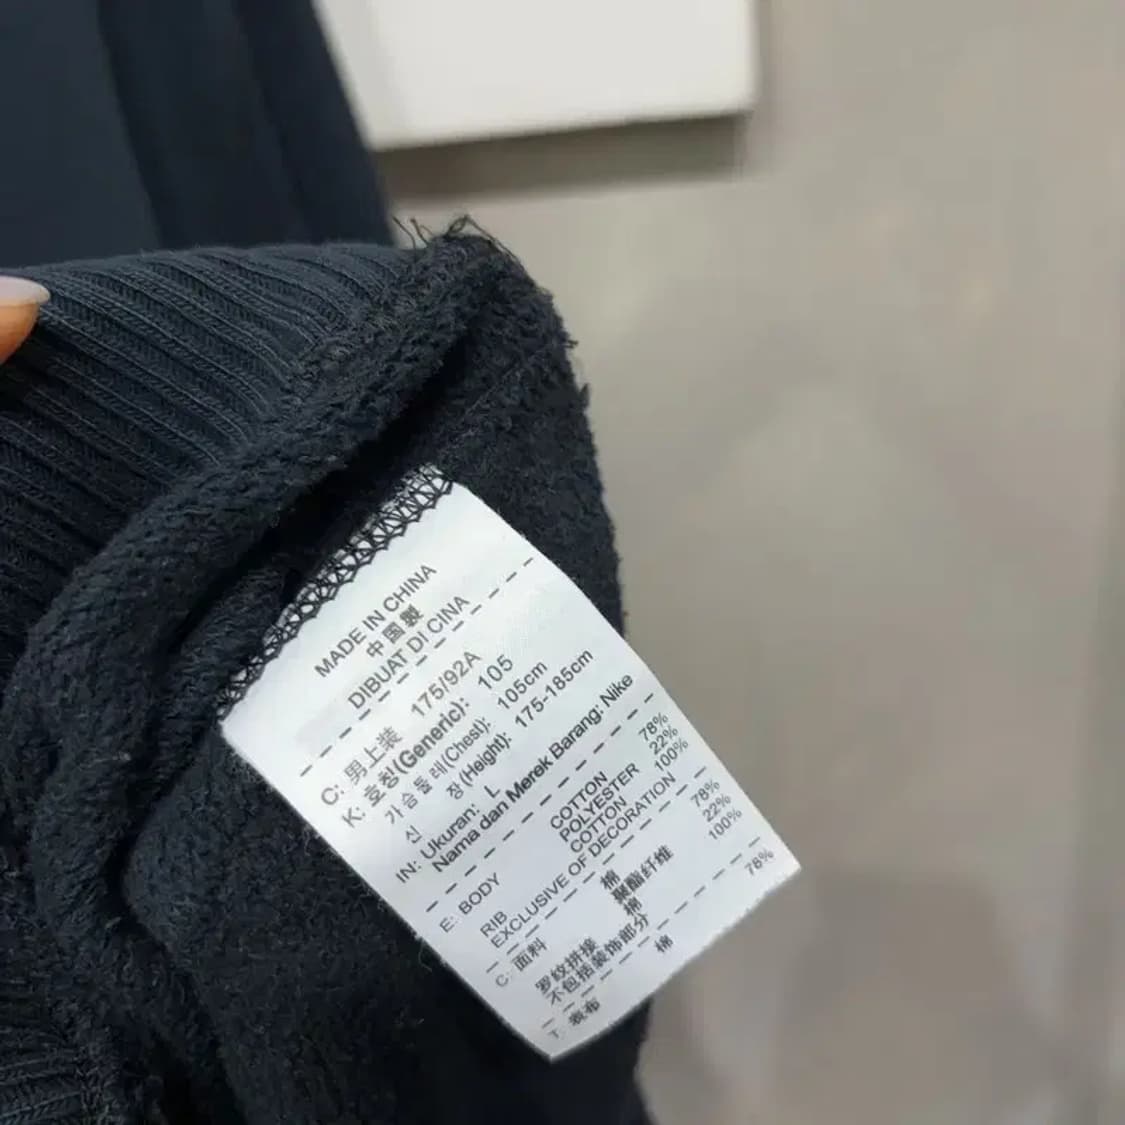 MADE IN CHINA
中国製
DIBUAT DI CINA
C: 男上装 175/92A
K: 호칭(Generic): 105
가슴둘레(Chest): 105cm
신장(Height): 175-185cm
IN: Ukuran: L
Nama dan Merek Barang: Nike
E: BODY COTTON 78%
POLYESTER 22%
RIB COTTON 100%
EXCLUSIVE OF DECORATION
C: 面料 棉 78%
聚酯纤维 22%
罗纹拼接 棉 100%
不包括装饰部分
T: 表布 棉 78%